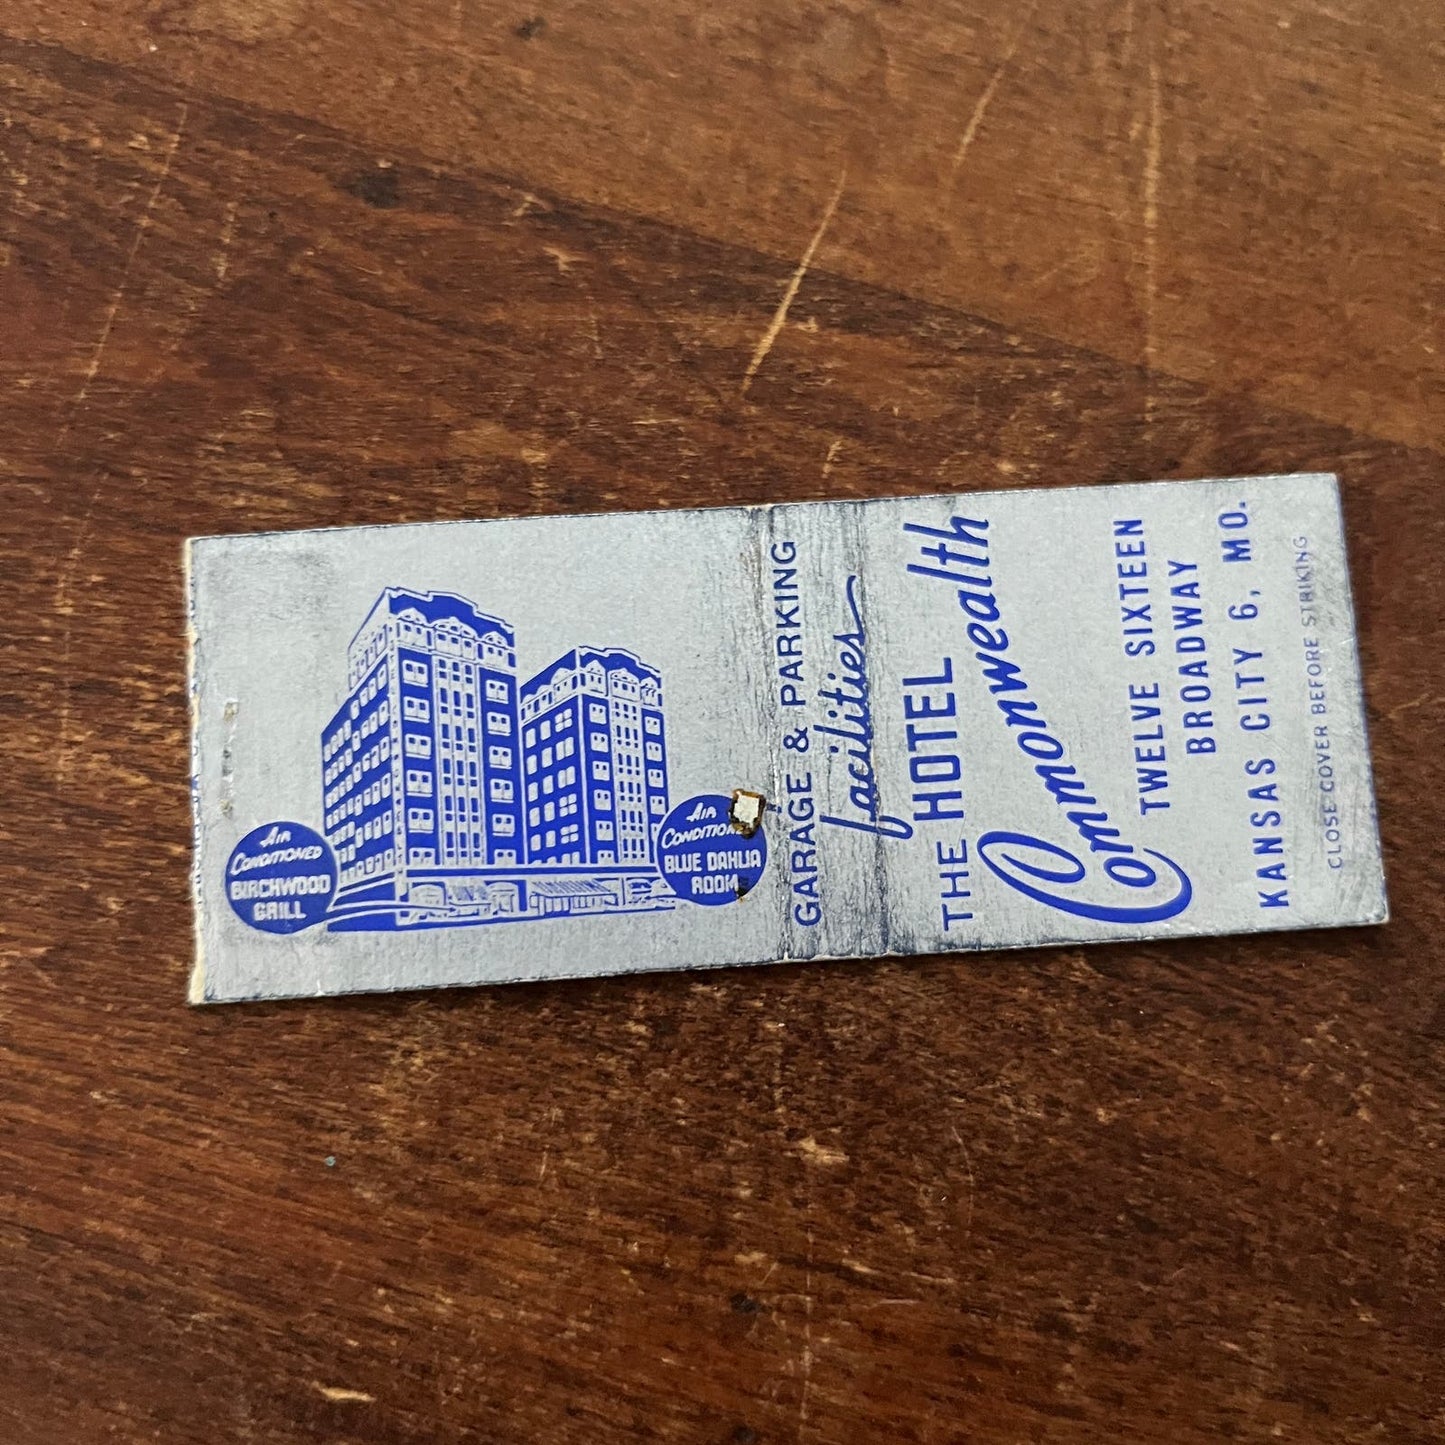 AIR
CONDITIONED
BIRCHWOOD
GRILL
AIR
BLUE DAHLIA
ROOM
GARAGE & PARKING
facilities
THE HOTEL
Commonwealth
TWELVE SIXTEEN
BROADWAY
KANSAS CITY 6, MO.
CLOSE COVER BEFORE STRIKING